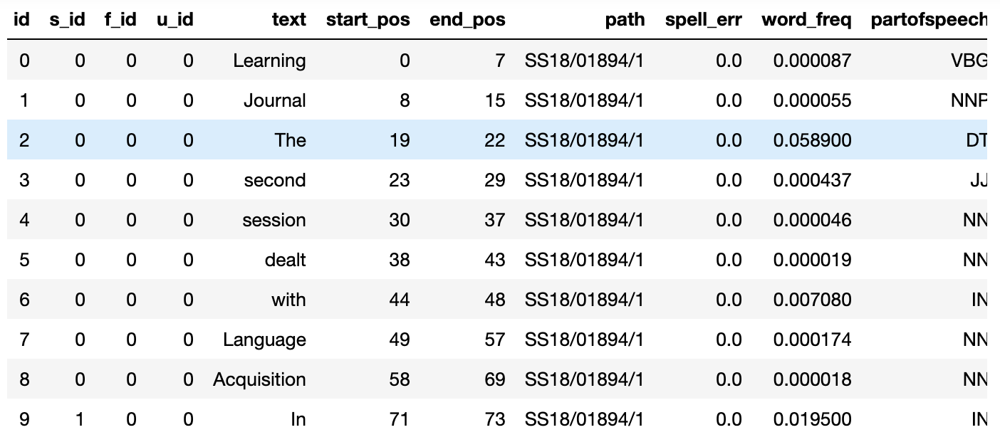 id s_id f_id u_id text start_pos end_pos path spell_err word_freq partofspeech
0 0 0 0 Learning 0 7 SS18/01894/1 0.0 0.000087 VBG
1 0 0 0 Journal 8 15 SS18/01894/1 0.0 0.000055 NNP
2 0 0 0 The 19 22 SS18/01894/1 0.0 0.058900 DT
3 0 0 0 second 23 29 SS18/01894/1 0.0 0.000437 JJ
4 0 0 0 session 30 37 SS18/01894/1 0.0 0.000046 NN
5 0 0 0 dealt 38 43 SS18/01894/1 0.0 0.000019 NN
6 0 0 0 with 44 48 SS18/01894/1 0.0 0.007080 IN
7 0 0 0 Language 49 57 SS18/01894/1 0.0 0.000174 NN
8 0 0 0 Acquisition 58 69 SS18/01894/1 0.0 0.000018 NN
9 1 0 0 In 71 73 SS18/01894/1 0.0 0.019500 IN